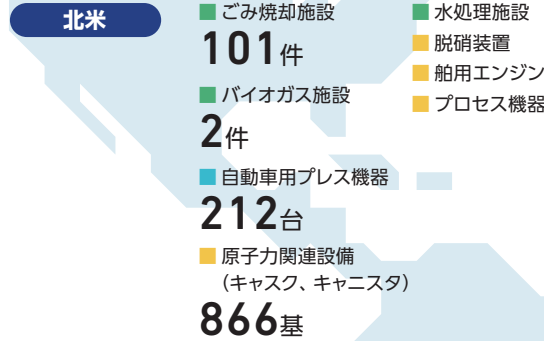 北米
ごみ焼却施設
101件
バイオガス施設
2件
自動車用プレス機器
212台
原子力関連設備
（キャスク、キャニスタ）
866基
水処理施設
脱硝装置
舶用エンジン
プロセス機器